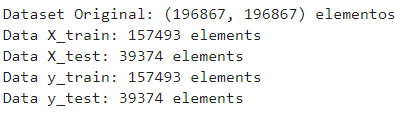 Dataset Original: (196867, 196867) elementos
Data X_train: 157493 elements
Data X_test: 39374 elements
Data y_train: 157493 elements
Data y_test: 39374 elements